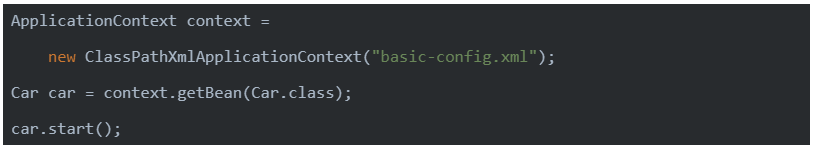 ApplicationContext context =
    new ClassPathXmlApplicationContext("basic-config.xml");
Car car = context.getBean(Car.class);
car.start();